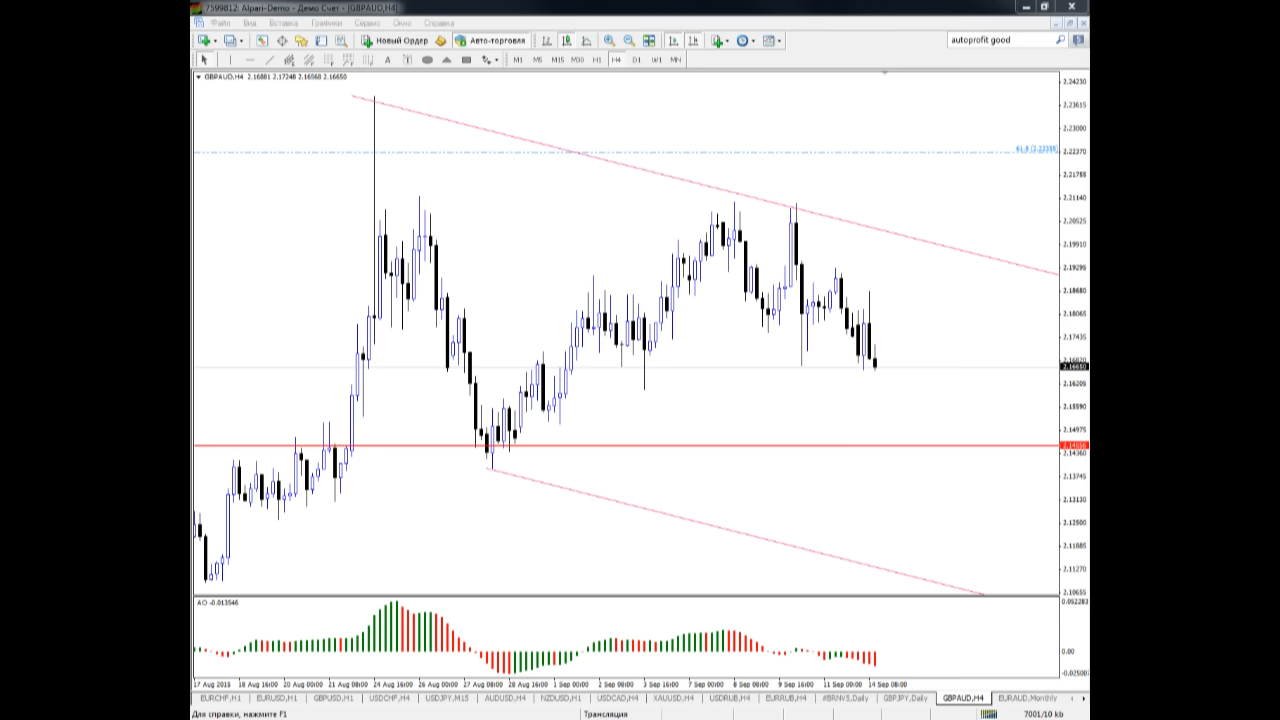 7599812: Alpari-Demo - Демо Счет - [GBPAUD,H4]
Файл Вид Вставка Графики Сервис Окно Справка
Новый Ордер Авто-торговля autoprofit good
A T M1 M5 M15 M30 H1 H4 D1 W1 MN
GBPAUD,H4 2.16881 2.17248 2.16568 2.16650
2.24230
2.23615
2.23000
2.22370
2.21755
2.21140
2.20525
2.19910
2.19295
2.18680
2.18065
2.17435
2.16650
2.16205
2.15590
2.14975
2.14360
2.13745
2.13130
2.12500
2.11885
2.11270
2.10655
AO -0.013546
0.00
17 Aug 2015 18 Aug 16:00 20 Aug 00:00 21 Aug 08:00 24 Aug 16:00 26 Aug 00:00 27 Aug 08:00 28 Aug 16:00 1 Sep 00:00 2 Sep 08:00 3 Sep 16:00 7 Sep 00:00 8 Sep 08:00 9 Sep 16:00 11 Sep 00:00 14 Sep 08:00
EURCHF,H1 EURUSD,H1 GBPUSD,H1 USDCHF,H4 USDJPY,M15 AUDUSD,H4 NZDUSD,H1 USDCAD,H4 XAUUSD,H4 USDRUB,H4 EURRUB,H4 #BRNV5,Daily GBPJPY,Daily GBPAUD,H4 EURAUD,Monthly
Для справки, нажмите F1 Трансляция 7001/10 kb